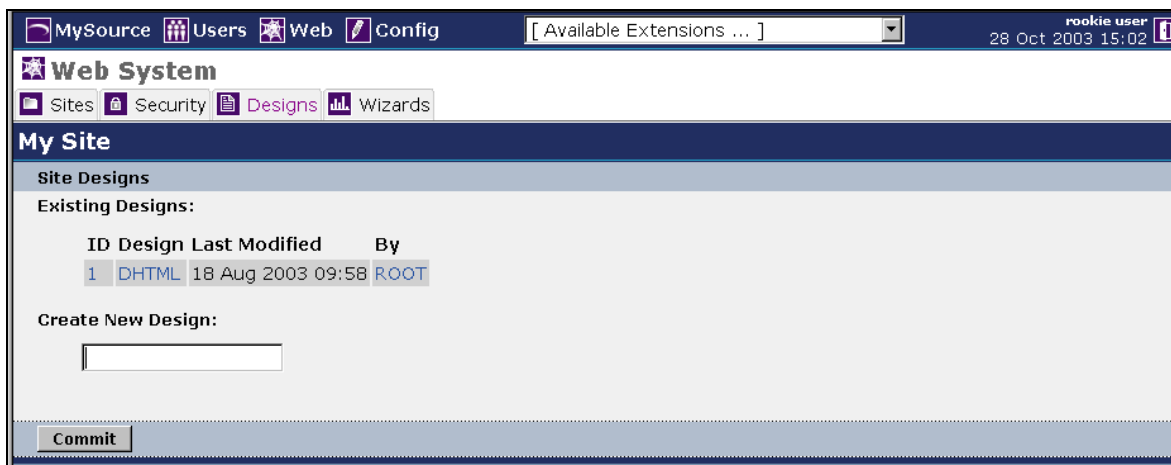 MySource Users Web Config [ Available Extensions ... ] rookie user
28 Oct 2003 15:02
Web System
Sites Security Designs Wizards
My Site
Site Designs
Existing Designs:
ID Design Last Modified By
1 DHTML 18 Aug 2003 09:58 ROOT
Create New Design:
Commit